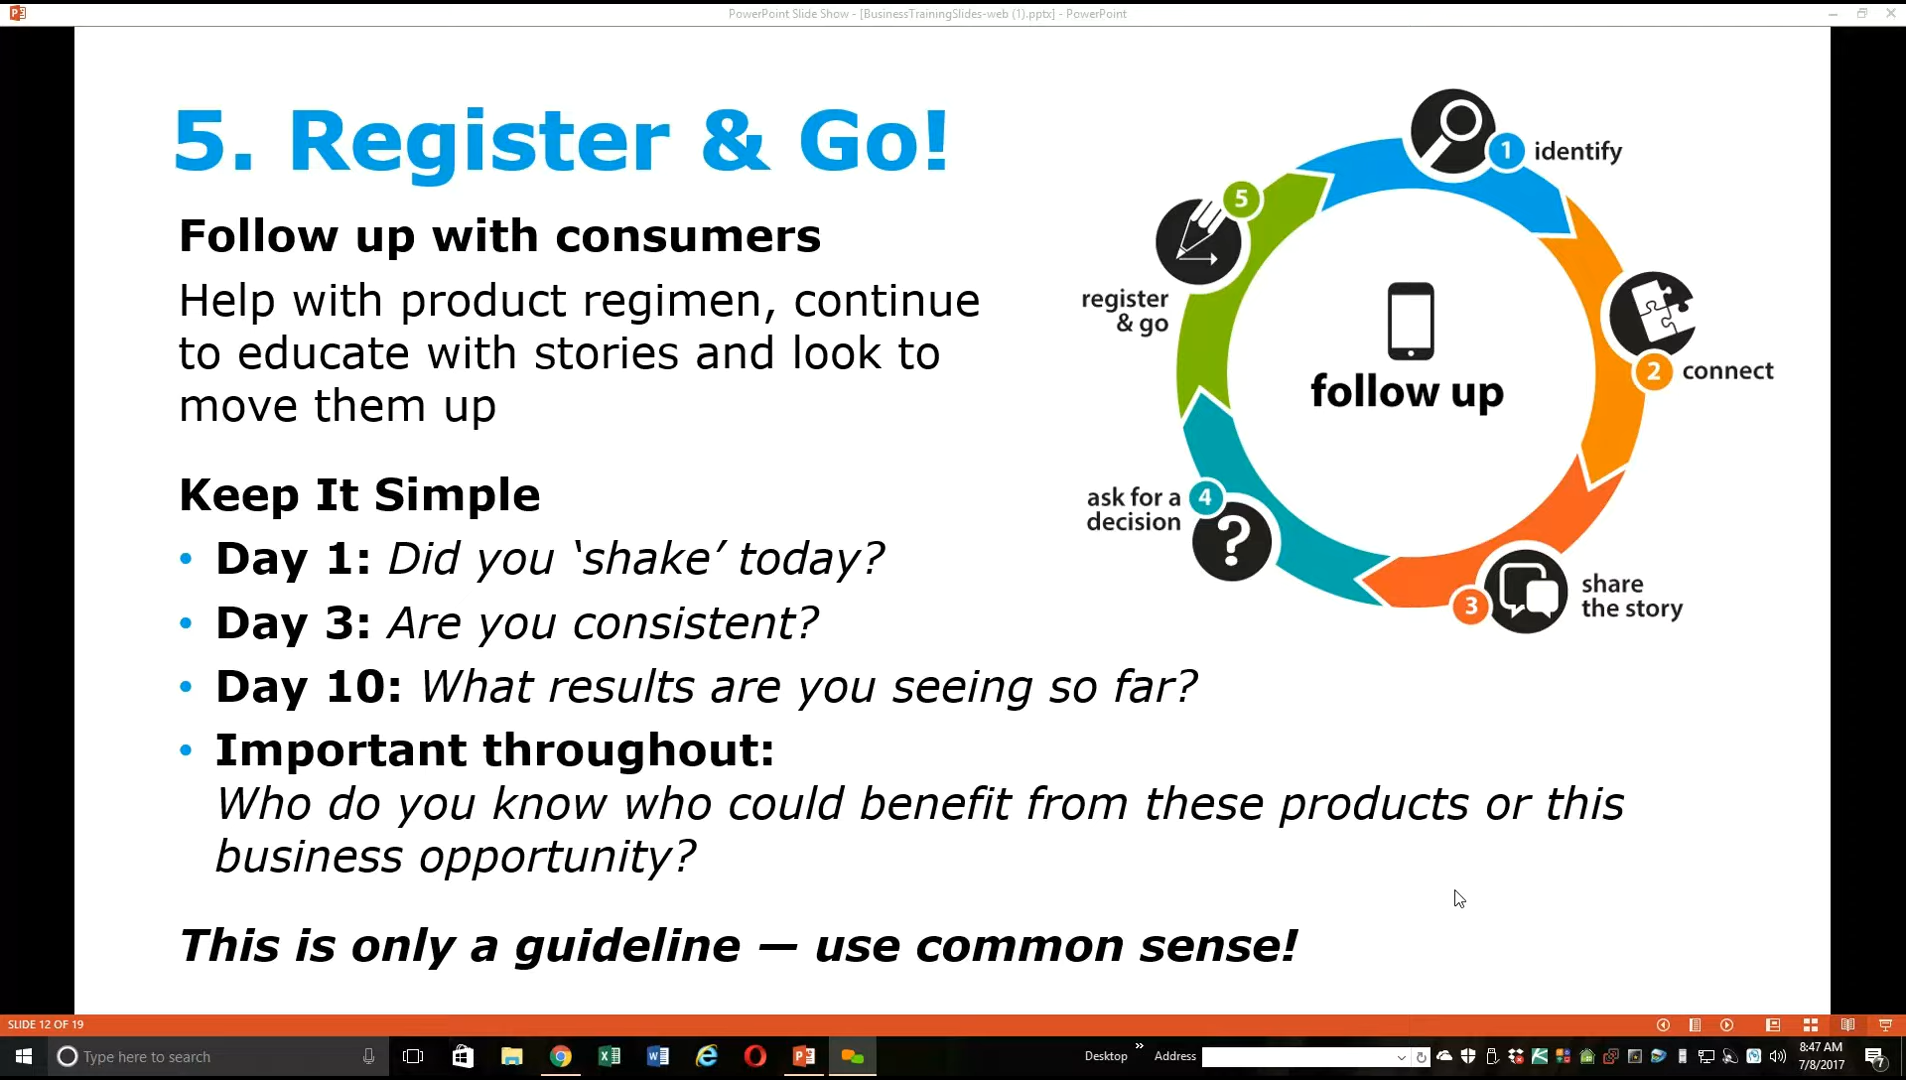 PowerPoint Slide Show - [BusinessTrainingSlides-web (1).pptx] - PowerPoint
5. Register & Go!
Follow up with consumers
Help with product regimen, continue
to educate with stories and look to
move them up
Keep It Simple
• Day 1: Did you ‘shake’ today?
• Day 3: Are you consistent?
• Day 10: What results are you seeing so far?
• Important throughout:
Who do you know who could benefit from these products or this
business opportunity?
This is only a guideline — use common sense!
1 identify
2 connect
3 share
the story
4 ask for a
decision
5 register
& go
follow up
SLIDE 12 OF 19
Type here to search
Desktop
Address
8:47 AM
7/8/2017
7